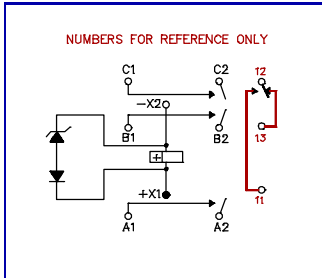 NUMBERS FOR REFERENCE ONLY
C1 C2 12
-X2
B1 B2 13
+
+X1 11
A1 A2